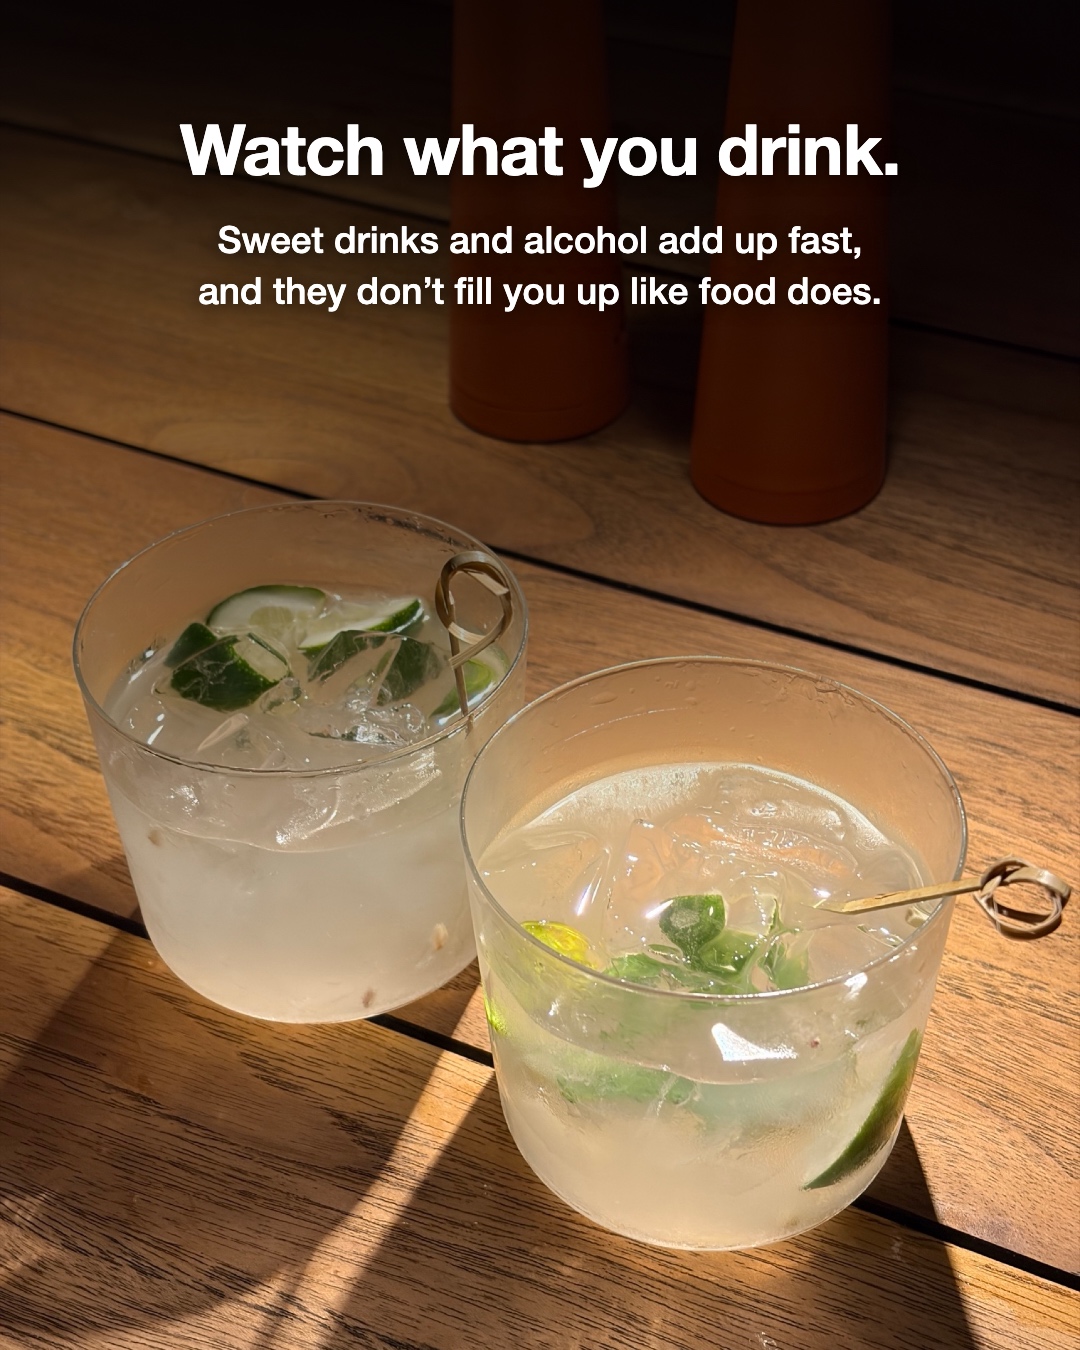 Watch what you drink.
Sweet drinks and alcohol add up fast,
and they don’t fill you up like food does.